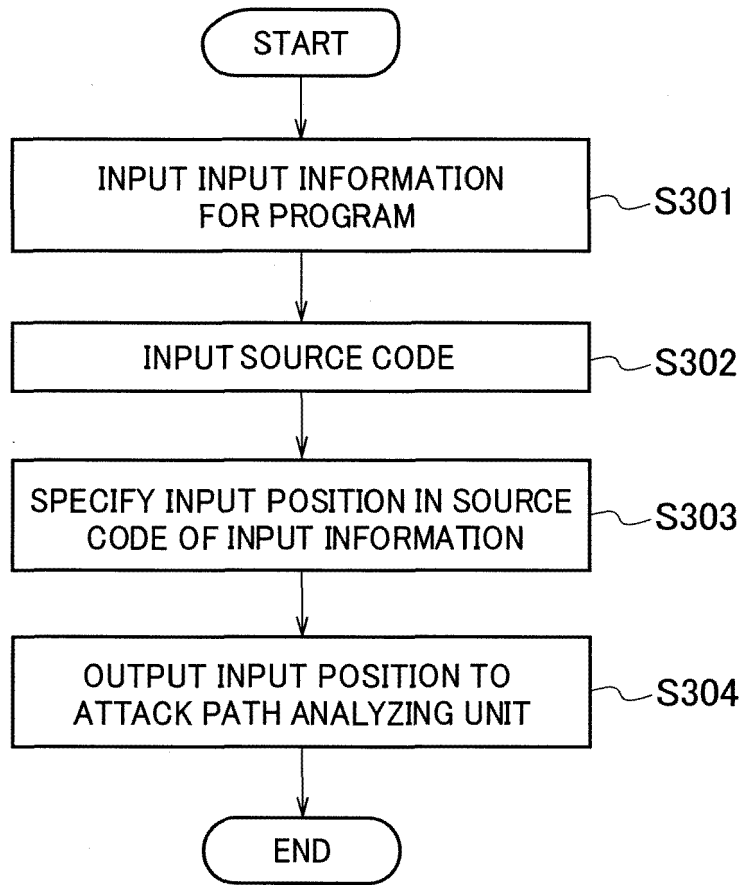 START
INPUT INPUT INFORMATION
FOR PROGRAM
S301
INPUT SOURCE CODE
S302
SPECIFY INPUT POSITION IN SOURCE
CODE OF INPUT INFORMATION
S303
OUTPUT INPUT POSITION TO
ATTACK PATH ANALYZING UNIT
S304
END